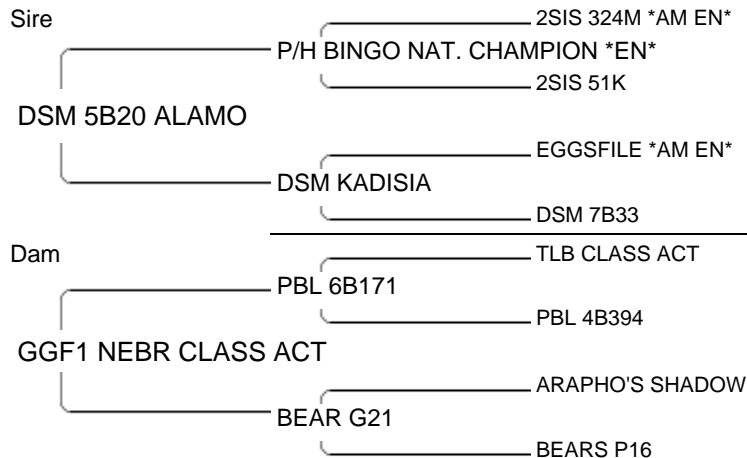 Sire
2SIS 324M *AM EN*
P/H BINGO NAT. CHAMPION *EN*
2SIS 51K
DSM 5B20 ALAMO
EGGSFILE *AM EN*
DSM KADISIA
DSM 7B33
Dam
TLB CLASS ACT
PBL 6B171
PBL 4B394
GGF1 NEBR CLASS ACT
ARAPHO'S SHADOW
BEAR G21
BEARS P16